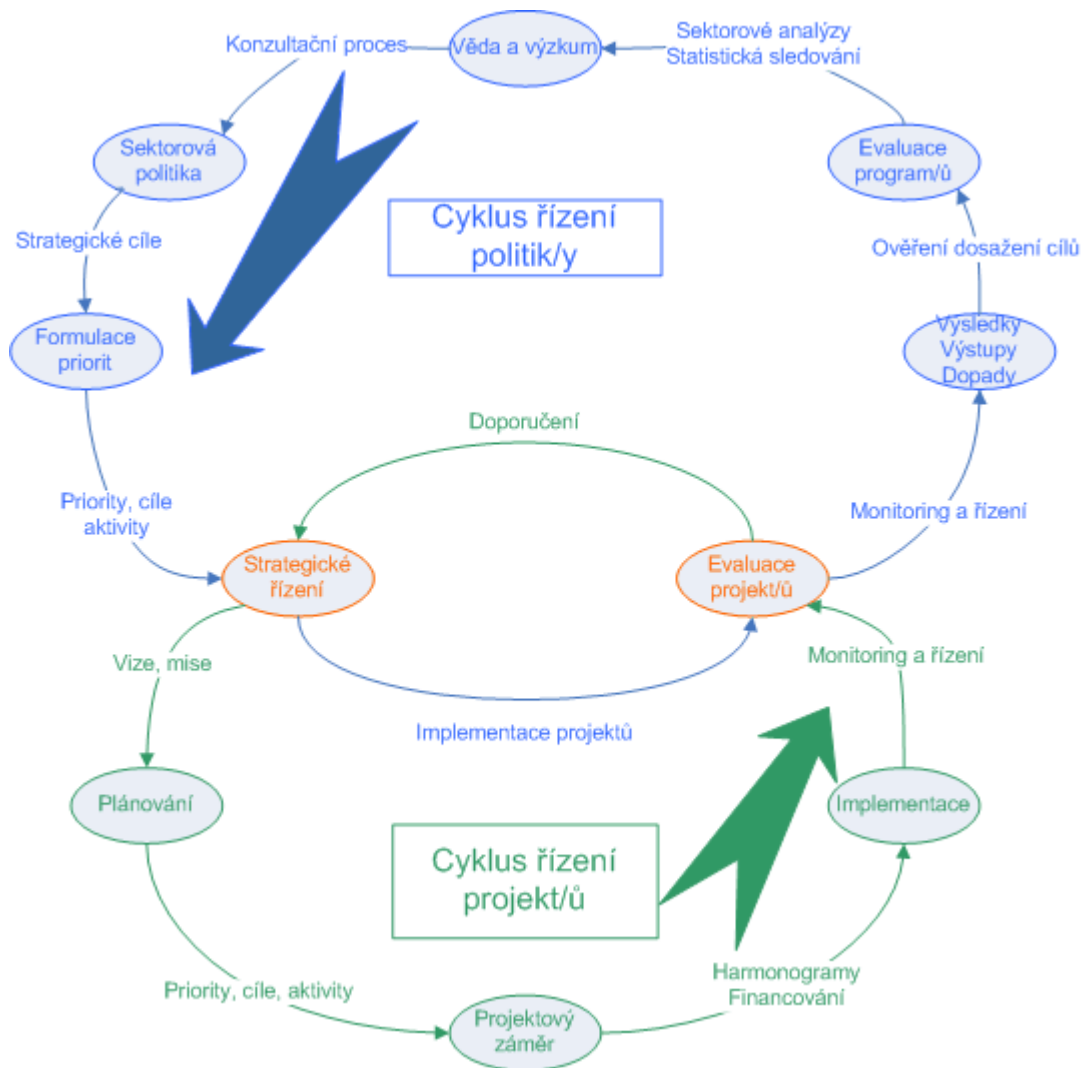 Konzultační proces
Věda a výzkum
Sektorové analýzy
Statistická sledování
Sektorová
politika
Evaluace
program/ů
Cyklus řízení
politik/y
Strategické cíle
Ověření dosažení cílů
Formulace
priorit
Výsledky
Výstupy
Dopady
Doporučení
Priority, cíle
aktivity
Monitoring a řízení
Strategické
řízení
Evaluace
projekt/ů
Vize, mise
Monitoring a řízení
Implementace projektů
Plánování
Implementace
Cyklus řízení
projekt/ů
Priority, cíle, aktivity
Harmonogramy
Financování
Projektový
záměr